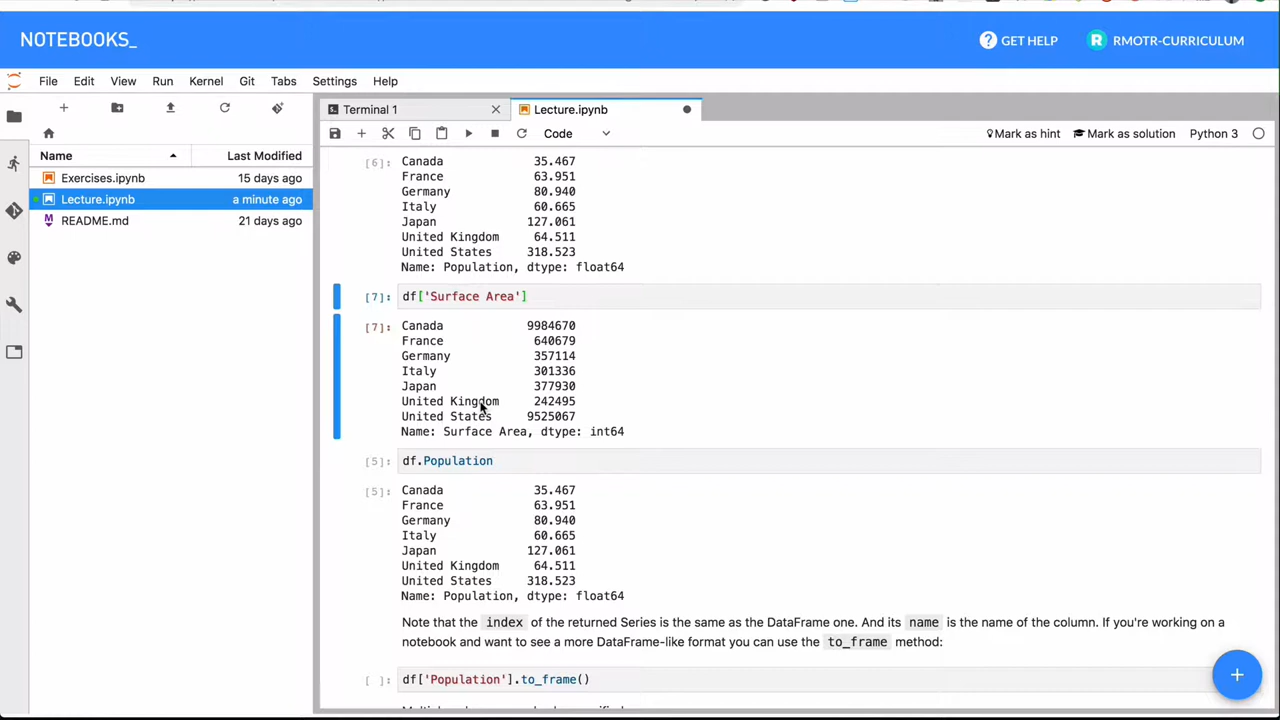 NOTEBOOKS_
GET HELP
R RMOTR-CURRICULUM
File Edit View Run Kernel Git Tabs Settings Help
Terminal 1
Lecture.ipynb
Code
Mark as hint
Mark as solution
Python 3
Name
Last Modified
Exercises.ipynb 15 days ago
Lecture.ipynb a minute ago
M README.md 21 days ago
[6]: Canada 35.467
France 63.951
Germany 80.940
Italy 60.665
Japan 127.061
United Kingdom 64.511
United States 318.523
Name: Population, dtype: float64
[7]: df['Surface Area']
[7]: Canada 9984670
France 640679
Germany 357114
Italy 301336
Japan 377930
United Kingdom 242495
United States 9525067
Name: Surface Area, dtype: int64
[5]: df.Population
[5]: Canada 35.467
France 63.951
Germany 80.940
Italy 60.665
Japan 127.061
United Kingdom 64.511
United States 318.523
Name: Population, dtype: float64
Note that the index of the returned Series is the same as the DataFrame one. And its name is the name of the column. If you're working on a
notebook and want to see a more DataFrame-like format you can use the to_frame method:
[ ]: df['Population'].to_frame()